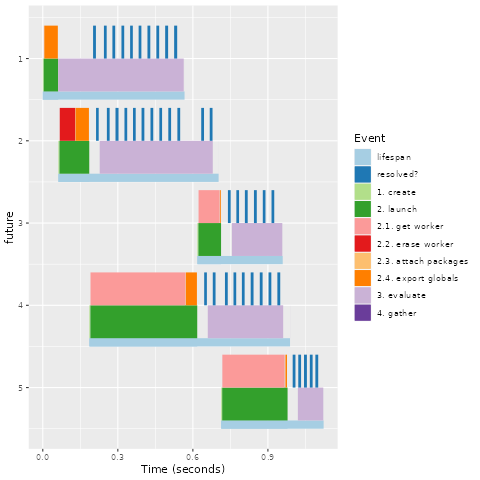 future
1
2
3
4
5
0.0 0.3 0.6 0.9
Time (seconds)
Event
lifespan
resolved?
1. create
2. launch
2.1. get worker
2.2. erase worker
2.3. attach packages
2.4. export globals
3. evaluate
4. gather